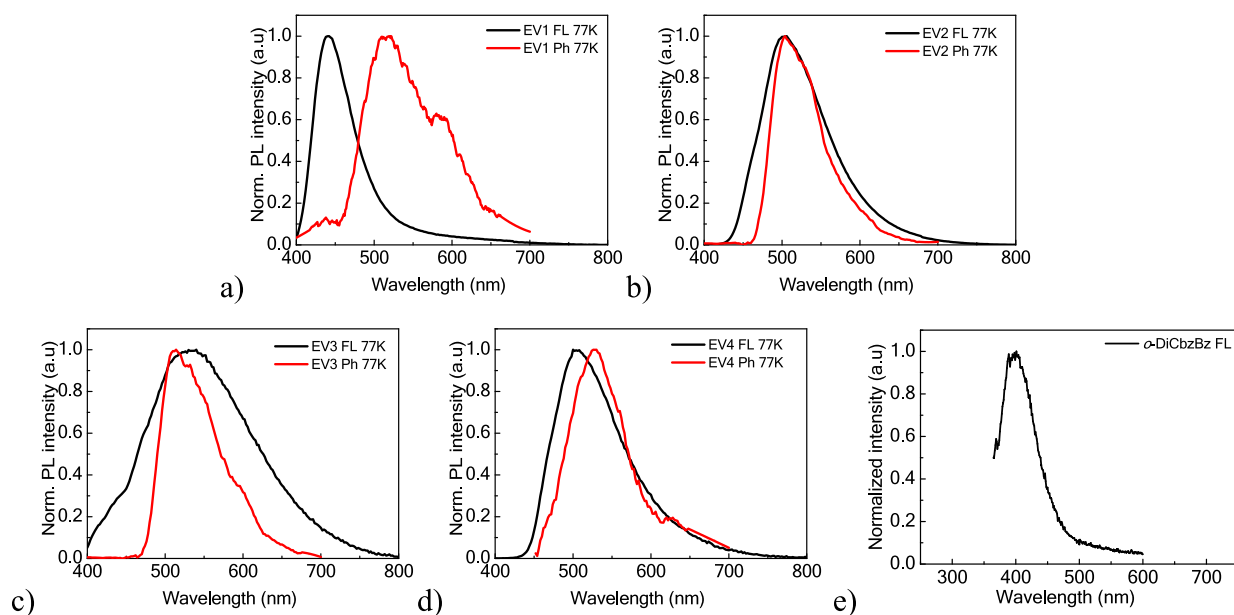 Norm. PL intensity (a.u)
1.0
0.8
0.6
0.4
0.2
0.0
EV1 FL 77K
EV1 Ph 77K
400 500 600 700 800
Wavelength (nm)
a)
Norm. PL intensity (a.u)
1.0
0.8
0.6
0.4
0.2
0.0
EV2 FL 77K
EV2 Ph 77K
400 500 600 700 800
Wavelength (nm)
b)
Norm. PL intensity (a.u)
1.0
0.8
0.6
0.4
0.2
0.0
EV3 FL 77K
EV3 Ph 77K
400 500 600 700 800
Wavelength (nm)
c)
Norm. PL intensity (a.u)
1.0
0.8
0.6
0.4
0.2
0.0
EV4 FL 77K
EV4 Ph 77K
400 500 600 700 800
Wavelength (nm)
d)
Normalized intensity (a.u)
1.0
0.8
0.6
0.4
0.2
0.0
o-DiCbzBz FL
300 400 500 600 700
Wavelength (nm)
e)